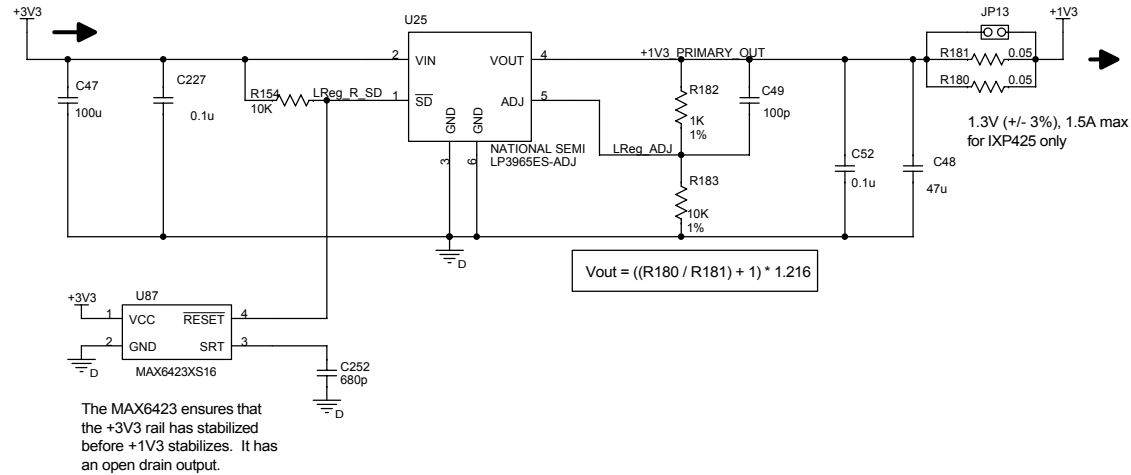 +3V3
U25
JP13
+1V3
C47
100u
C227
0.1u
R154
10K
LReg_R_SD
2
VIN
VOUT
4
+1V3_PRIMARY_OUT
1
SD
ADJ
5
GND
GND
3
6
NATIONAL SEMI
LP3965ES-ADJ
LReg_ADJ
R182
1K
1%
C49
100p
R183
10K
1%
R181
0.05
R180
0.05
1.3V (+/- 3%), 1.5A max
for IXP425 only
C52
0.1u
C48
47u
D
Vout = ((R180 / R181) + 1) * 1.216
+3V3
U87
1
VCC
RESET
4
2
GND
SRT
3
D
MAX6423XS16
C252
680p
D
The MAX6423 ensures that
the +3V3 rail has stabilized
before +1V3 stabilizes. It has
an open drain output.